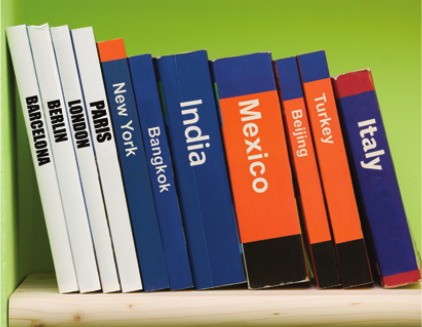 BARCELONA
BERLIN
LONDON
PARIS
New York
Bangkok
India
Mexico
Beijing
Turkey
Italy